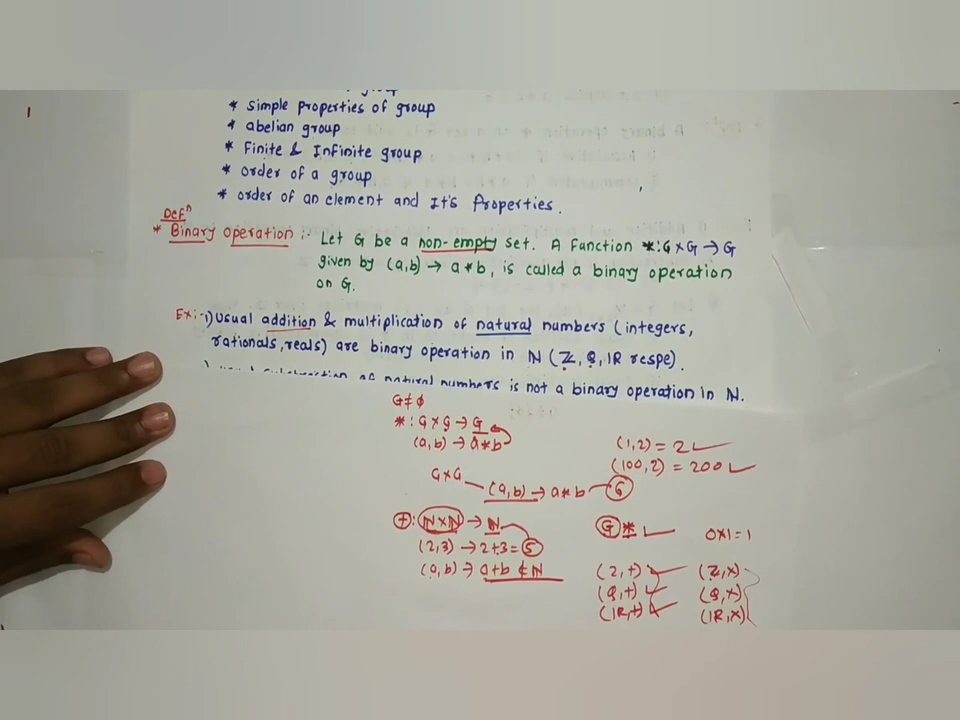 1
group
* Simple Properties of group
* abelian group
* Finite & Infinite group
* order of a group
* order of an element and It's Properties.
Defⁿ
* Binary operation :- Let G be a non-empty set. A function *: G×G → G
given by (a,b) → a*b, is called a binary operation
on G.
Ex:- 1) Usual addition & multiplication of natural numbers (integers,
rationals, reals) are binary operation in ℕ (ℤ, ℚ, ℝ respe).
subtraction of natural numbers is not a binary operation in ℕ.
G≠ϕ
*: G×G → G
(a,b) → a*b
G×G
(a,b) → a*b G
(1,2) = 2
(100,2) = 200
+: ℕ×ℕ → ℕ
(2,3) → 2+3 = 5
(a,b) → a+b ∉ ℕ
G *
0×1=1
(ℤ,+) (ℤ,×)
(ℚ,+) (ℚ,×)
(ℝ,+) (ℝ,×)